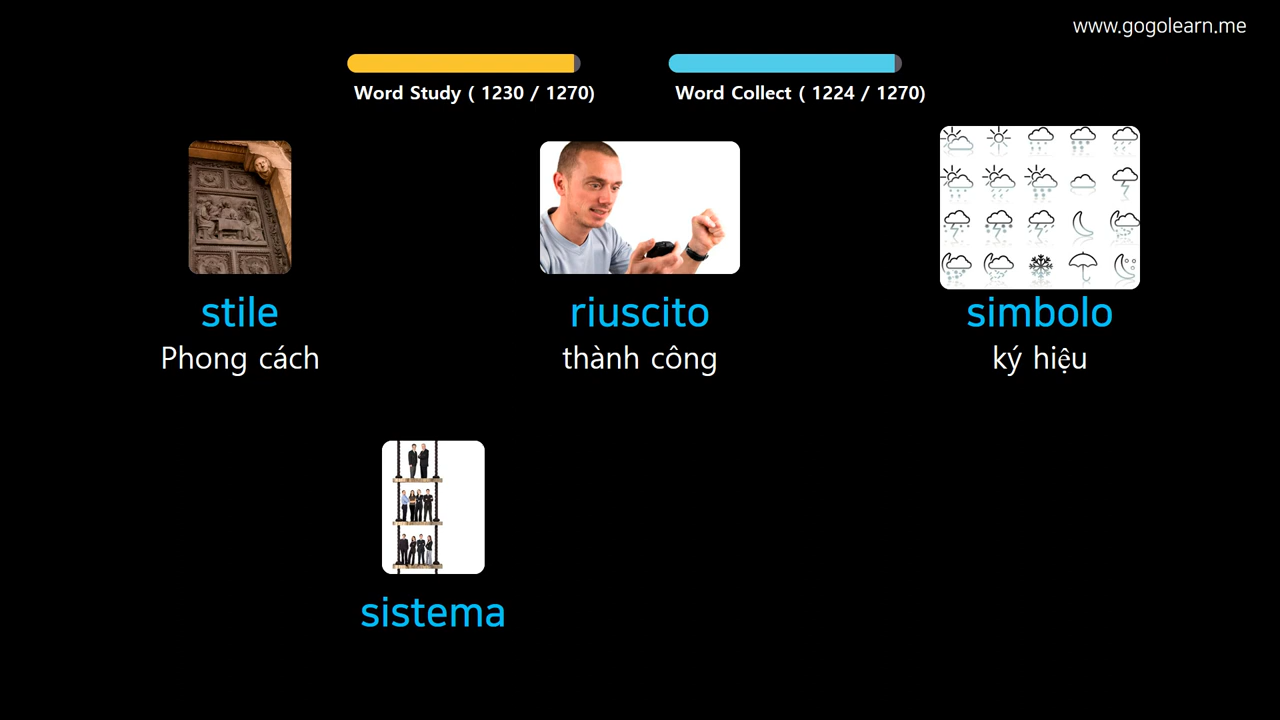 www.gogolearn.me
Word Study ( 1230 / 1270)
Word Collect ( 1224 / 1270)
stile
Phong cách
riuscito
thành công
simbolo
ký hiệu
sistema